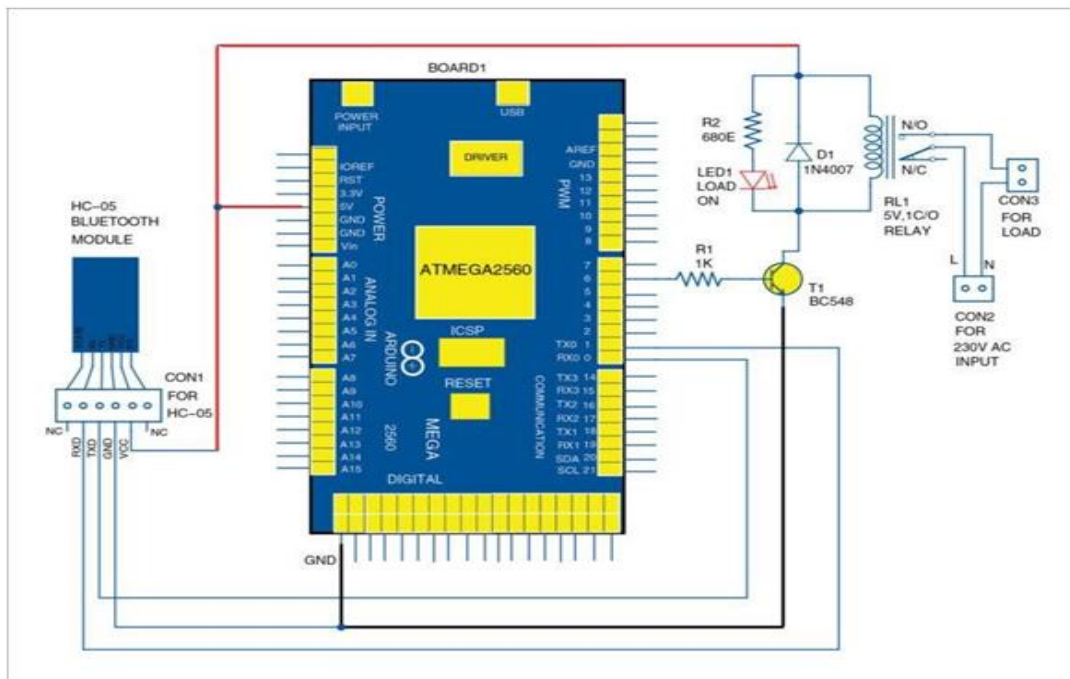 BOARD1
POWER
INPUT
USB
DRIVER
IOREF
RST
3.3V
5V
GND
GND
Vin
POWER
A0
A1
A2
A3
A4
A5
A6
A7
ANALOG IN
A8
A9
A10
A11
A12
A13
A14
A15
ATMEGA2560
ICSP
ARDUINO
RESET
MEGA
2560
DIGITAL
GND
AREF
GND
13
12
11
10
9
8
PWM
7
6
5
4
3
2
TX0 1
RX0 0
TX3 14
RX3 15
TX2 16
RX2 17
TX1 18
RX1 19
SDA 20
SCL 21
COMMUNICATION
HC-05
BLUETOOTH
MODULE
CON1
FOR
HC-05
NC
RXD
TXD
GND
VCC
NC
R1
1K
R2
680E
LED1
LOAD
ON
D1
1N4007
T1
BC548
RL1
5V,1C/O
RELAY
N/O
N/C
CON3
FOR
LOAD
L
N
CON2
FOR
230V AC
INPUT